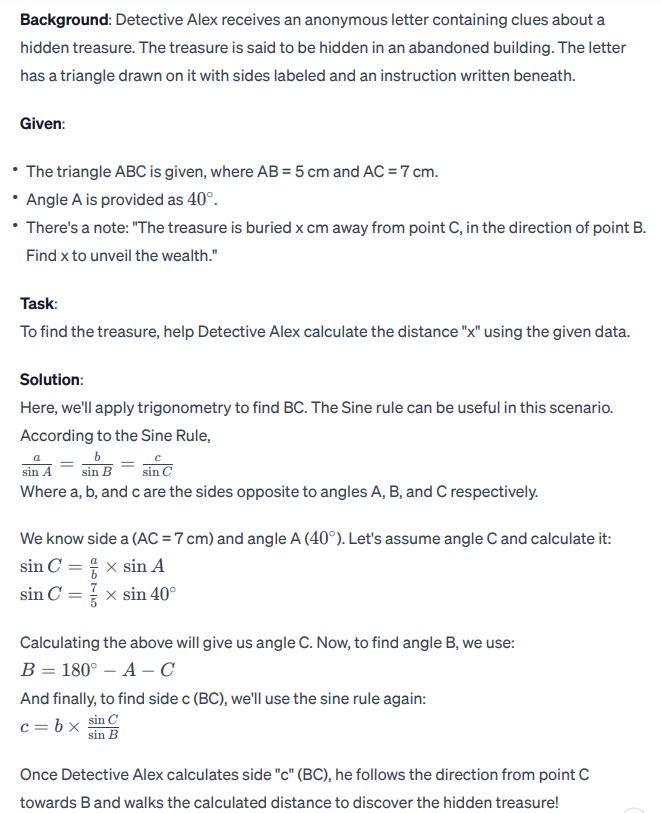 Background: Detective Alex receives an anonymous letter containing clues about a
hidden treasure. The treasure is said to be hidden in an abandoned building. The letter
has a triangle drawn on it with sides labeled and an instruction written beneath.
Given:
• The triangle ABC is given, where AB = 5 cm and AC = 7 cm.
• Angle A is provided as 40°.
• There's a note: "The treasure is buried x cm away from point C, in the direction of point B.
Find x to unveil the wealth."
Task:
To find the treasure, help Detective Alex calculate the distance "x" using the given data.
Solution:
Here, we'll apply trigonometry to find BC. The Sine rule can be useful in this scenario.
According to the Sine Rule,
a/sin A = b/sin B = c/sin C
Where a, b, and c are the sides opposite to angles A, B, and C respectively.
We know side a (AC = 7 cm) and angle A (40°). Let's assume angle C and calculate it:
sin C = a/b × sin A
sin C = 7/5 × sin 40°
Calculating the above will give us angle C. Now, to find angle B, we use:
B = 180° − A − C
And finally, to find side c (BC), we'll use the sine rule again:
c = b × sin C/sin B
Once Detective Alex calculates side "c" (BC), he follows the direction from point C
towards B and walks the calculated distance to discover the hidden treasure!